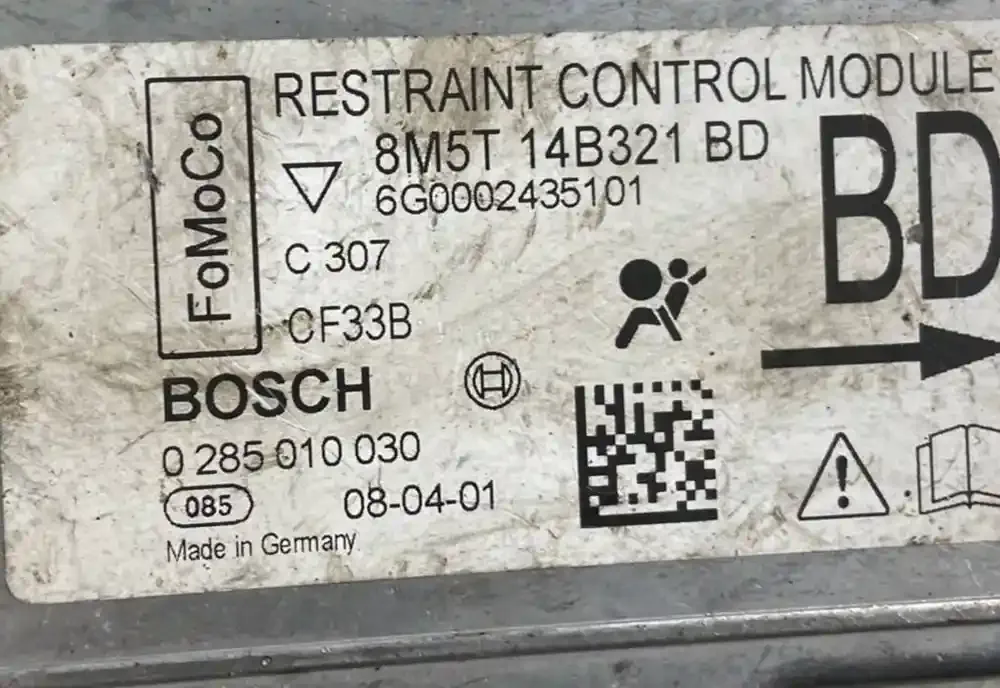 FoMoCo
RESTRAINT CONTROL MODULE
8M5T 14B321 BD
6G0002435101
BD
C 307
CF33B
BOSCH
0 285 010 030
085 08-04-01
Made in Germany